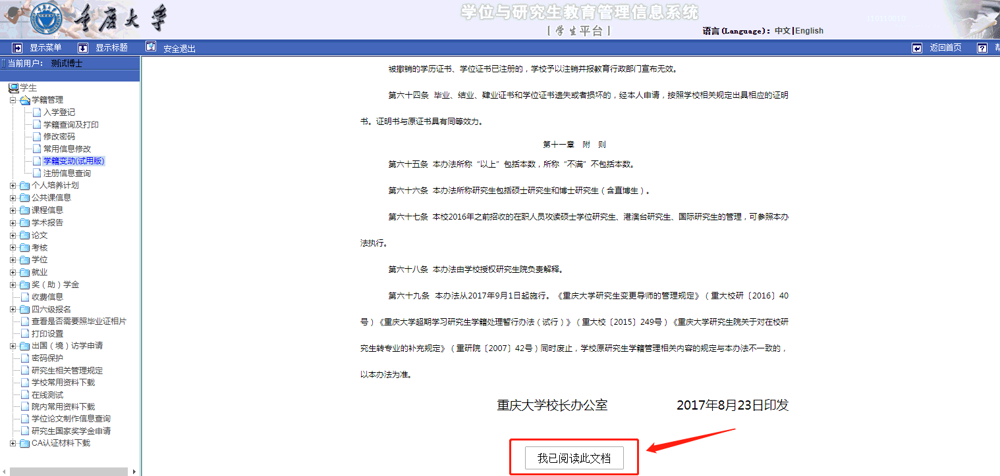 重庆大学
学位与研究生教育管理信息系统
[ 学生平台 ]
110110010
语言(Language)：中文|English
显示菜单
显示标题
安全退出
返回首页
当前用户： 测试博士
学生
学籍管理
入学登记
学籍查询及打印
修改密码
常用信息修改
学籍变动(试用版)
注册信息查询
个人培养计划
公共课信息
课程信息
学术报告
论文
考核
学位
就业
奖（助）学金
收费信息
四六级报名
查看是否需要照毕业证相片
打印设置
出国（境）访学申请
密码保护
研究生相关管理规定
学校常用资料下载
在线测试
院内常用资料下载
学位论文制作信息查询
研究生国家奖学金申请
CA认证材料下载
被撤销的学历证书、学位证书已注册的，学校予以注销并报教育行政部门宣布无效。
第六十四条 毕业、结业、肄业证书和学位证书遗失或者损坏的，经本人申请，按照学校相关规定出具相应的证明
书。证明书与原证书具有同等效力。
第十一章 附 则
第六十五条 本办法所称“以上”包括本数，所称“不满”不包括本数。
第六十六条 本办法所称研究生包括硕士研究生和博士研究生（含直博生）。
第六十七条 本校2016年之前招收的在职人员攻读硕士学位研究生、港澳台研究生、国际研究生的管理，可参照本办
法执行。
第六十八条 本办法由学校授权研究生院负责解释。
第六十九条 本办法从2017年9月1日起施行。《重庆大学研究生变更导师的管理规定》（重大校研〔2016〕40
号）《重庆大学超期学习研究生学籍处理暂行办法（试行）》（重大校〔2015〕249号）《重庆大学研究生院关于对在校研
究生转专业的补充规定》（重研院〔2007〕42号）同时废止，学校原研究生学籍管理相关内容的规定与本办法不一致的，
以本办法为准。
重庆大学校长办公室 2017年8月23日印发
我已阅读此文档